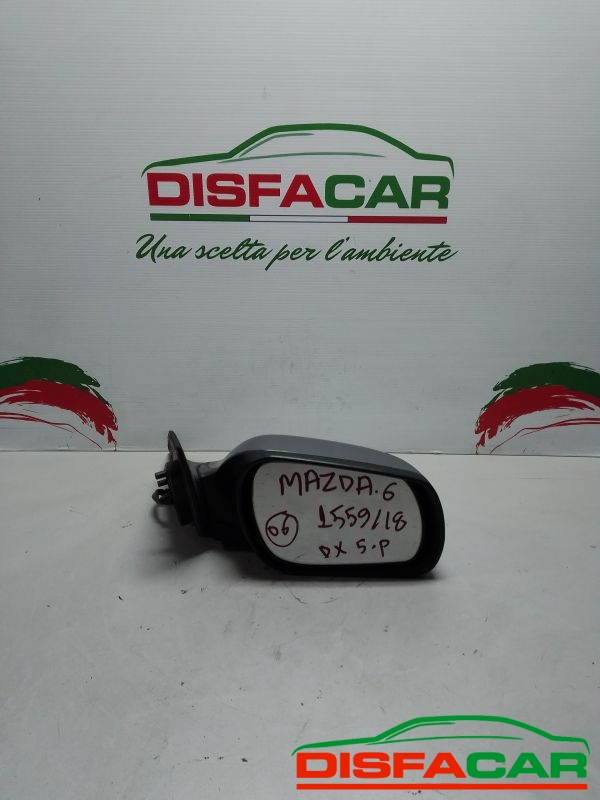 DISFACAR
Una scelta per l'ambiente
MAZDA.6
06 1559/18
DX 5.P
DISFACAR